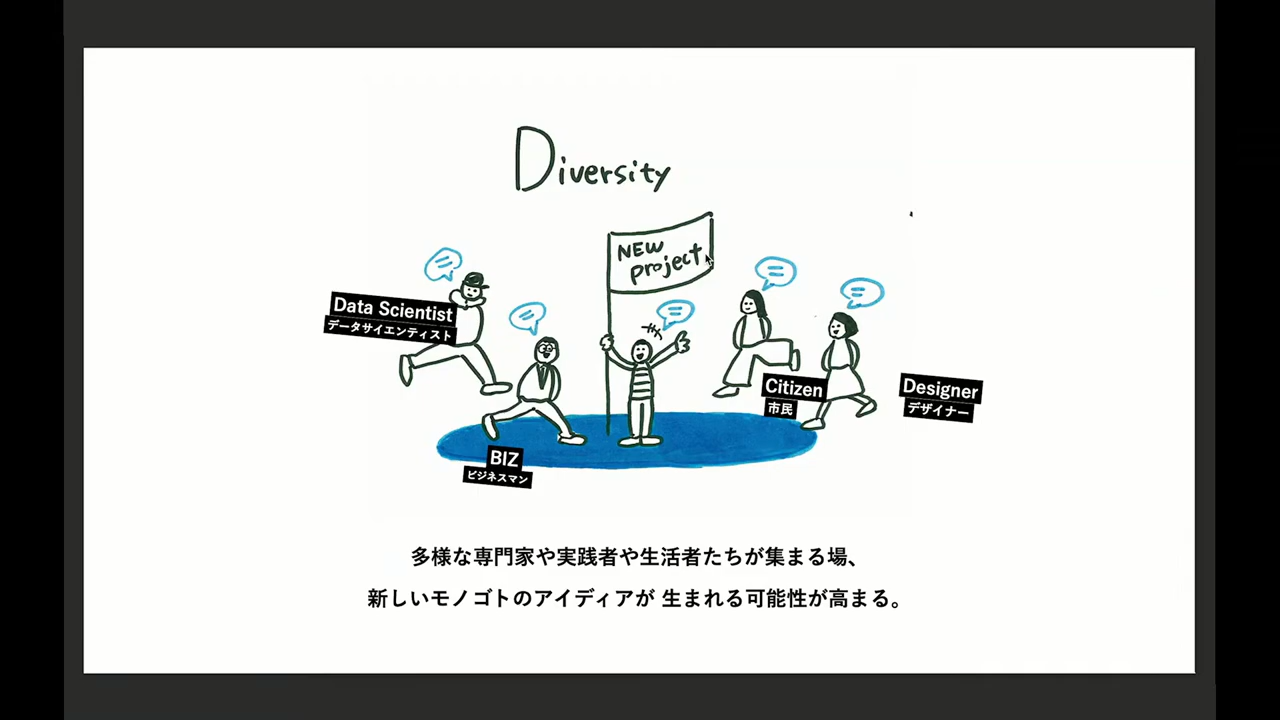 Diversity
NEW
project
Data Scientist
データサイエンティスト
Citizen
市民
Designer
デザイナー
BIZ
ビジネスマン
多様な専門家や実践者や生活者たちが集まる場、
新しいモノゴトのアイディアが 生まれる可能性が高まる。